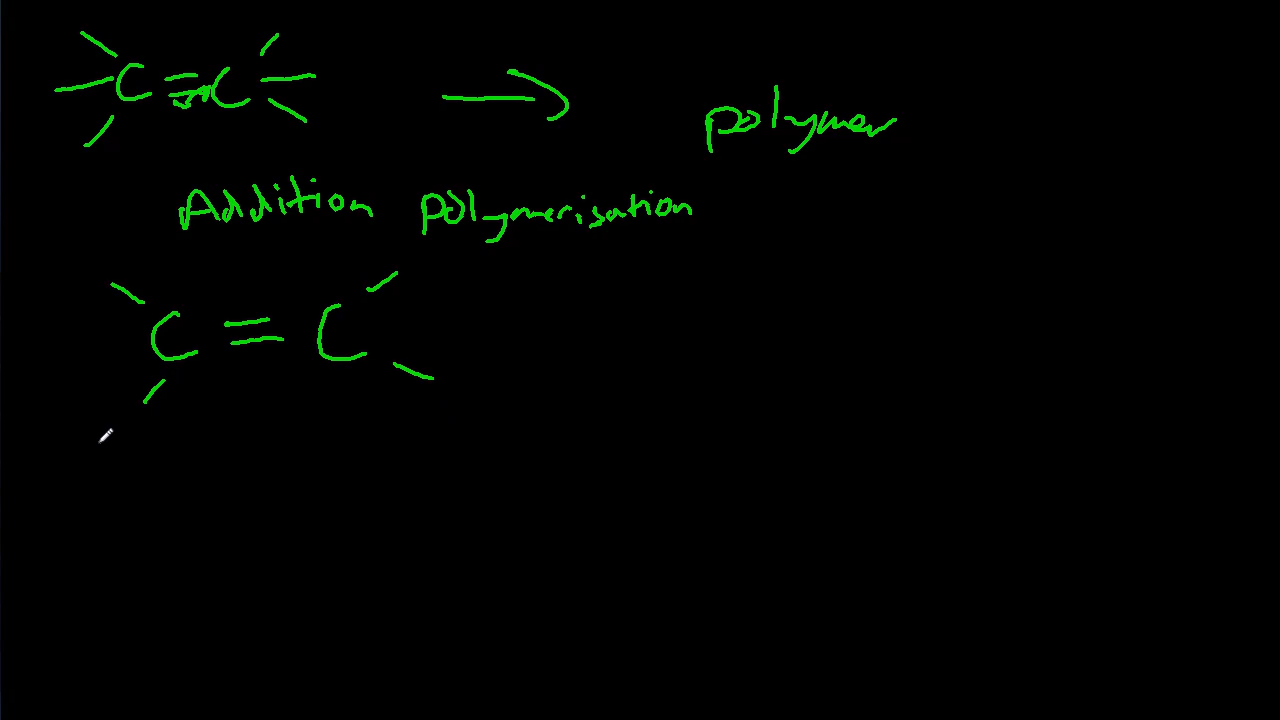 C = C → polymer
Addition polymerisation
C = C